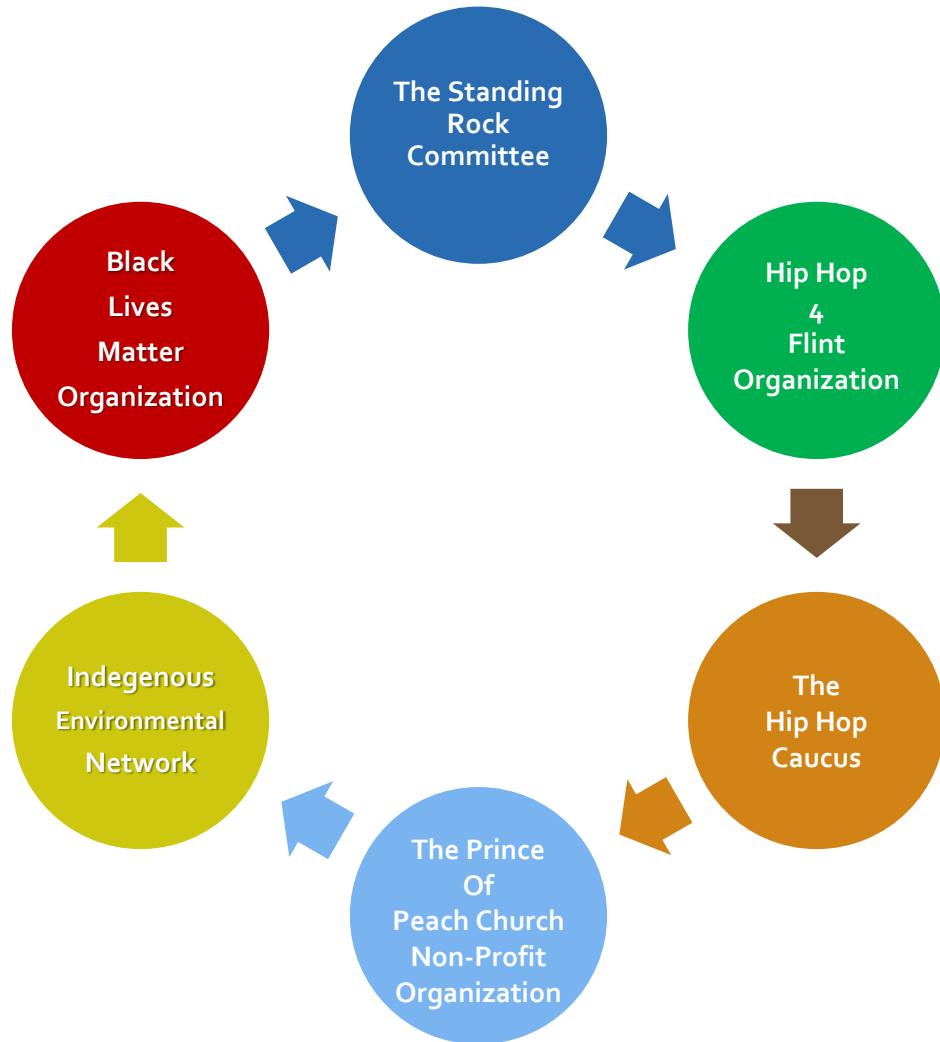 The Standing
Rock
Committee
Hip Hop
4
Flint
Organization
The
Hip Hop
Caucus
The Prince
Of
Peach Church
Non-Profit
Organization
Indegenous
Environmental
Network
Black
Lives
Matter
Organization